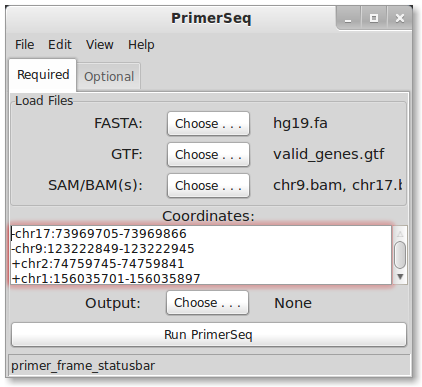 PrimerSeq
File Edit View Help
Required Optional
Load Files
FASTA: Choose . . . hg19.fa
GTF: Choose . . . valid_genes.gtf
SAM/BAM(s): Choose . . . chr9.bam, chr17.b
Coordinates:
-chr17:73969705-73969866
-chr9:123222849-123222945
+chr2:74759745-74759841
+chr1:156035701-156035897
Output: Choose . . . None
Run PrimerSeq
primer_frame_statusbar